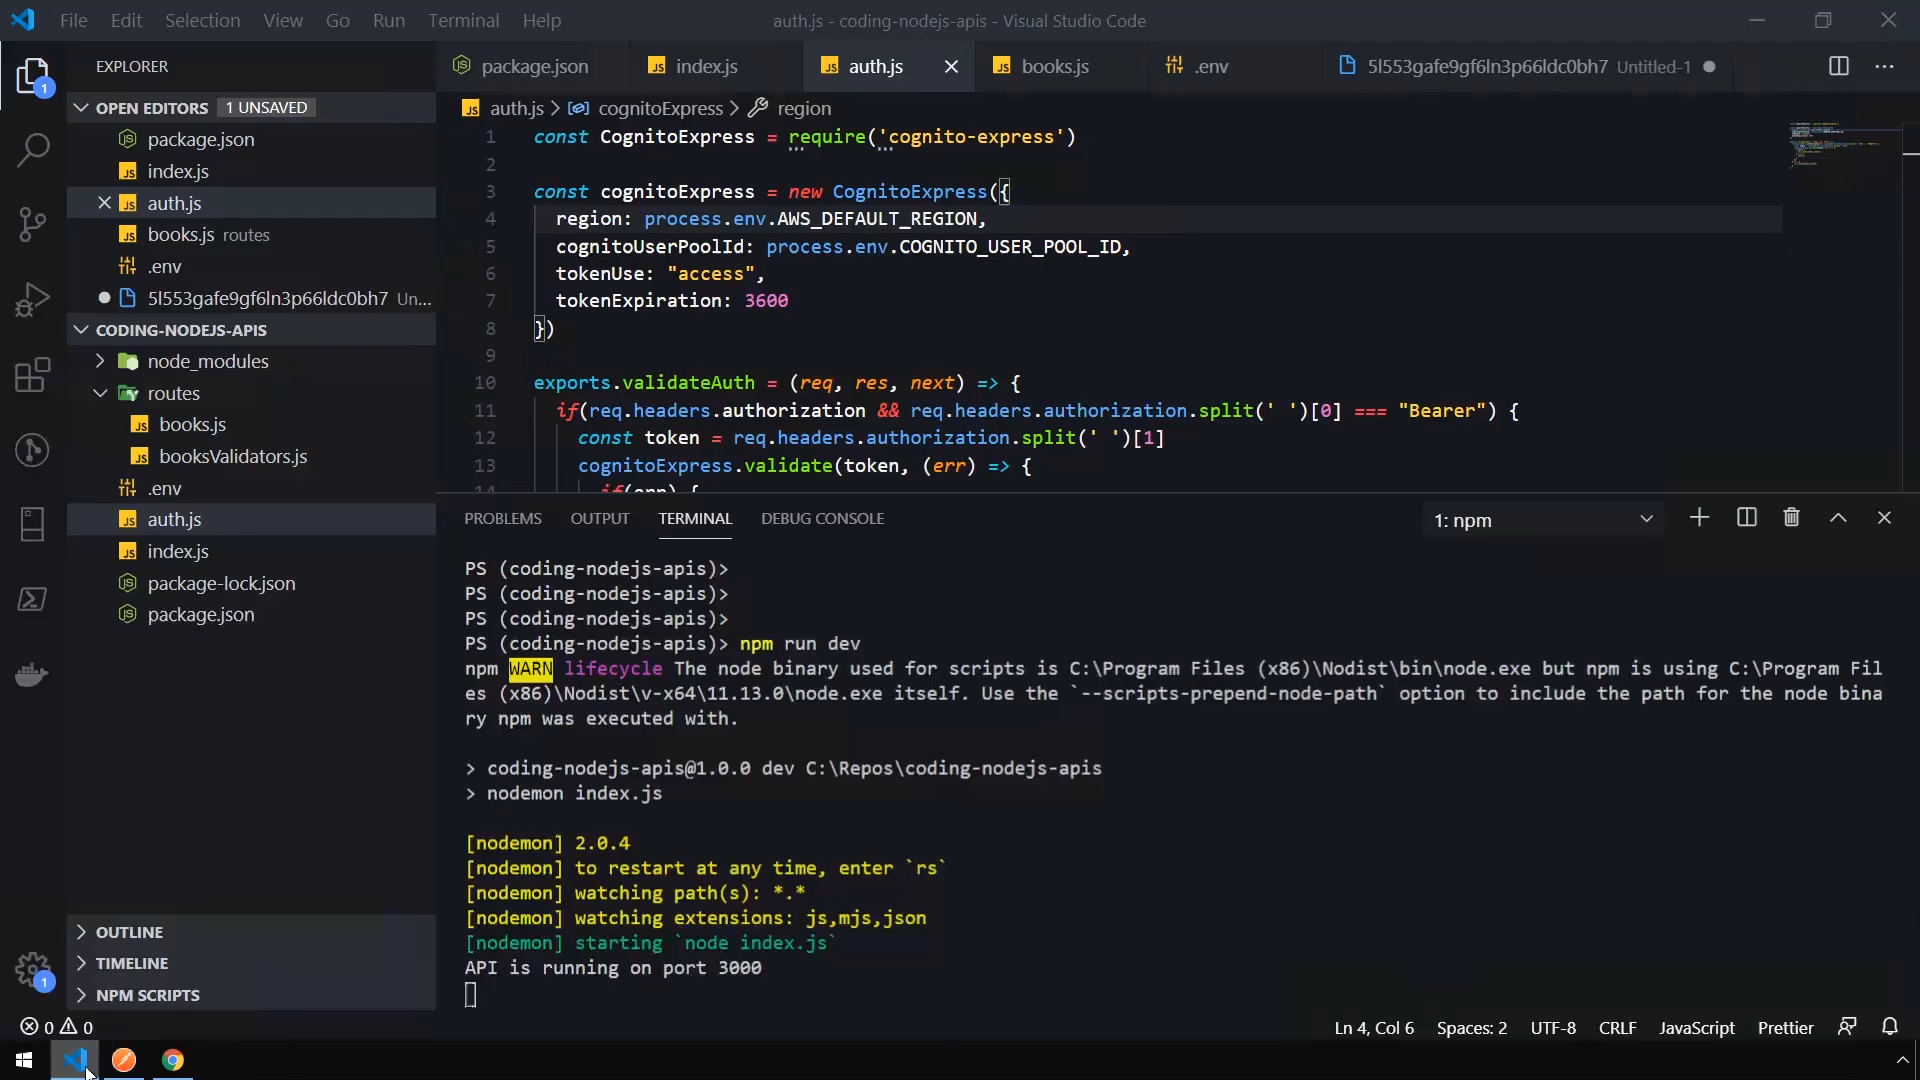 File Edit Selection View Go Run Terminal Help
auth.js - coding-nodejs-apis - Visual Studio Code
EXPLORER
OPEN EDITORS 1 UNSAVED
package.json
index.js
auth.js
books.js routes
.env
5l553gafe9gf6ln3p66ldc0bh7 Un...
CODING-NODEJS-APIS
node_modules
routes
books.js
booksValidators.js
.env
auth.js
index.js
package-lock.json
package.json
OUTLINE
TIMELINE
NPM SCRIPTS
1
1
package.json index.js auth.js books.js .env 5l553gafe9gf6ln3p66ldc0bh7 Untitled-1
auth.js > cognitoExpress > region
1 const CognitoExpress = require('cognito-express')
2
3 const cognitoExpress = new CognitoExpress({
4 region: process.env.AWS_DEFAULT_REGION,
5 cognitoUserPoolId: process.env.COGNITO_USER_POOL_ID,
6 tokenUse: "access",
7 tokenExpiration: 3600
8 })
9
10 exports.validateAuth = (req, res, next) => {
11 if(req.headers.authorization && req.headers.authorization.split(' ')[0] === "Bearer") {
12 const token = req.headers.authorization.split(' ')[1]
13 cognitoExpress.validate(token, (err) => {
14 if(err) {
PROBLEMS OUTPUT TERMINAL DEBUG CONSOLE 1: npm
PS (coding-nodejs-apis)>
PS (coding-nodejs-apis)>
PS (coding-nodejs-apis)>
PS (coding-nodejs-apis)> npm run dev
npm WARN lifecycle The node binary used for scripts is C:\Program Files (x86)\Nodist\bin\node.exe but npm is using C:\Program Fil
es (x86)\Nodist\v-x64\11.13.0\node.exe itself. Use the `--scripts-prepend-node-path` option to include the path for the node bina
ry npm was executed with.
> coding-nodejs-apis@1.0.0 dev C:\Repos\coding-nodejs-apis
> nodemon index.js
[nodemon] 2.0.4
[nodemon] to restart at any time, enter `rs`
[nodemon] watching path(s): *.*
[nodemon] watching extensions: js,mjs,json
[nodemon] starting `node index.js`
API is running on port 3000
0 0 Ln 4, Col 6 Spaces: 2 UTF-8 CRLF JavaScript Prettier